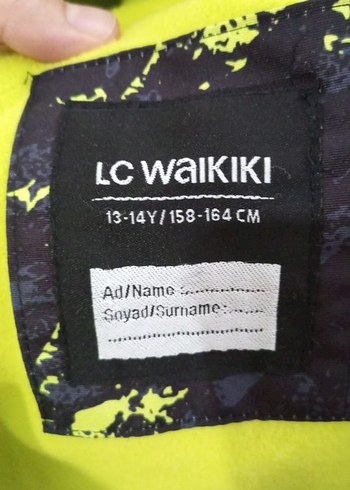 LC WAIKIKI
13-14Y/158-164 CM
Ad/Name :..............
Soyad/Surname:......
.........................